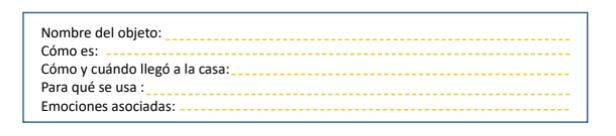 Nombre del objeto:
Cómo es:
Cómo y cuándo llegó a la casa:
Para qué se usa :
Emociones asociadas: